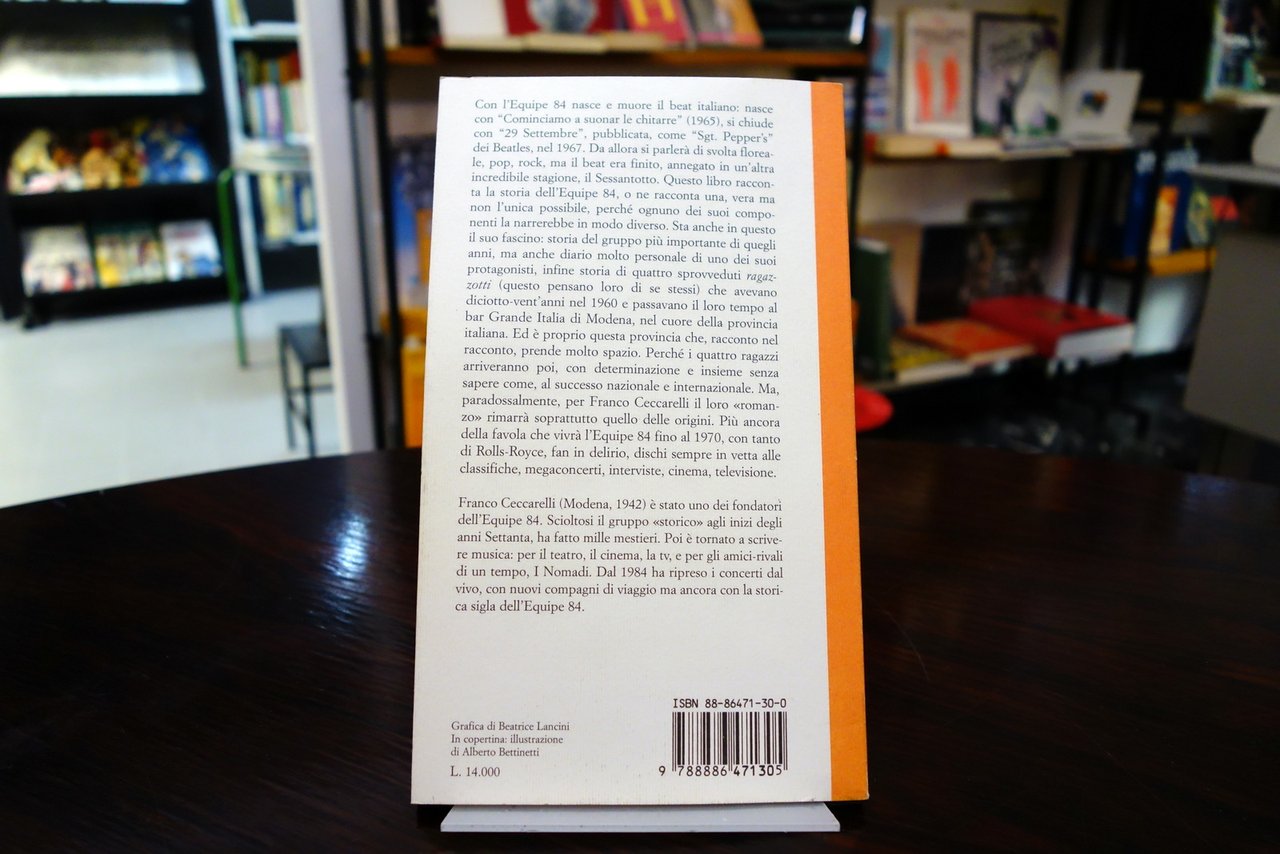 Con l'Equipe 84 nasce e muore il beat italiano: nasce
con “Cominciamo a suonar le chitarre” (1965), si chiude
con “29 Settembre”, pubblicata, come “Sgt. Pepper's”
dei Beatles, nel 1967. Da allora si parlerà di svolta florea-
le, pop, rock, ma il beat era finito, annegato in un'altra
incredibile stagione, il Sessantotto. Questo libro raccon-
ta la storia dell'Equipe 84, o ne racconta una, vera ma
non l'unica possibile, perché ognuno dei suoi compo-
nenti la narrerebbe in modo diverso. Sta anche in questo
il suo fascino: storia del gruppo più importante di quegli
anni, ma anche diario molto personale di uno dei suoi
protagonisti, infine storia di quattro sprovveduti ragaz-
zotti (questo pensano loro di se stessi) che avevano
diciotto-vent'anni nel 1960 e passavano il loro tempo al
bar Grande Italia di Modena, nel cuore della provincia
italiana. Ed è proprio questa provincia che, racconto nel
racconto, prende molto spazio. Perché i quattro ragazzi
arriveranno poi, con determinazione e insieme senza
sapere come, al successo nazionale e internazionale. Ma,
paradossalmente, per Franco Ceccarelli il loro «roman-
zo» rimarrà soprattutto quello delle origini. Più ancora
della favola che vivrà l'Equipe 84 fino al 1970, con tanto
di Rolls-Royce, fan in delirio, dischi sempre in vetta alle
classifiche, megaconcerti, interviste, cinema, televisione.
Franco Ceccarelli (Modena, 1942) è stato uno dei fondatori
dell'Equipe 84. Scioltosi il gruppo «storico» agli inizi degli
anni Settanta, ha fatto mille mestieri. Poi è tornato a scrive-
re musica: per il teatro, il cinema, la tv, e per gli amici-rivali
di un tempo, I Nomadi. Dal 1984 ha ripreso i concerti dal
vivo, con nuovi compagni di viaggio ma ancora con la stori-
ca sigla dell'Equipe 84.
Grafica di Beatrice Lancini
In copertina: illustrazione
di Alberto Bettinetti
L. 14.000
ISBN 88-86471-30-0
9 788886 471305